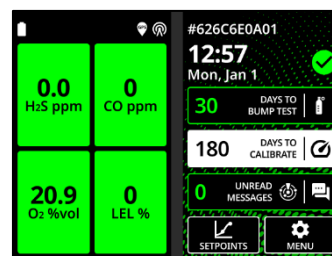 #626C6E0A01
12:57
Mon, Jan 1
0.0
H₂S ppm
0
CO ppm
20.9
O₂ %vol
0
LEL %
30 DAYS TO
BUMP TEST
180 DAYS TO
CALIBRATE
0 UNREAD
MESSAGES
SETPOINTS
MENU